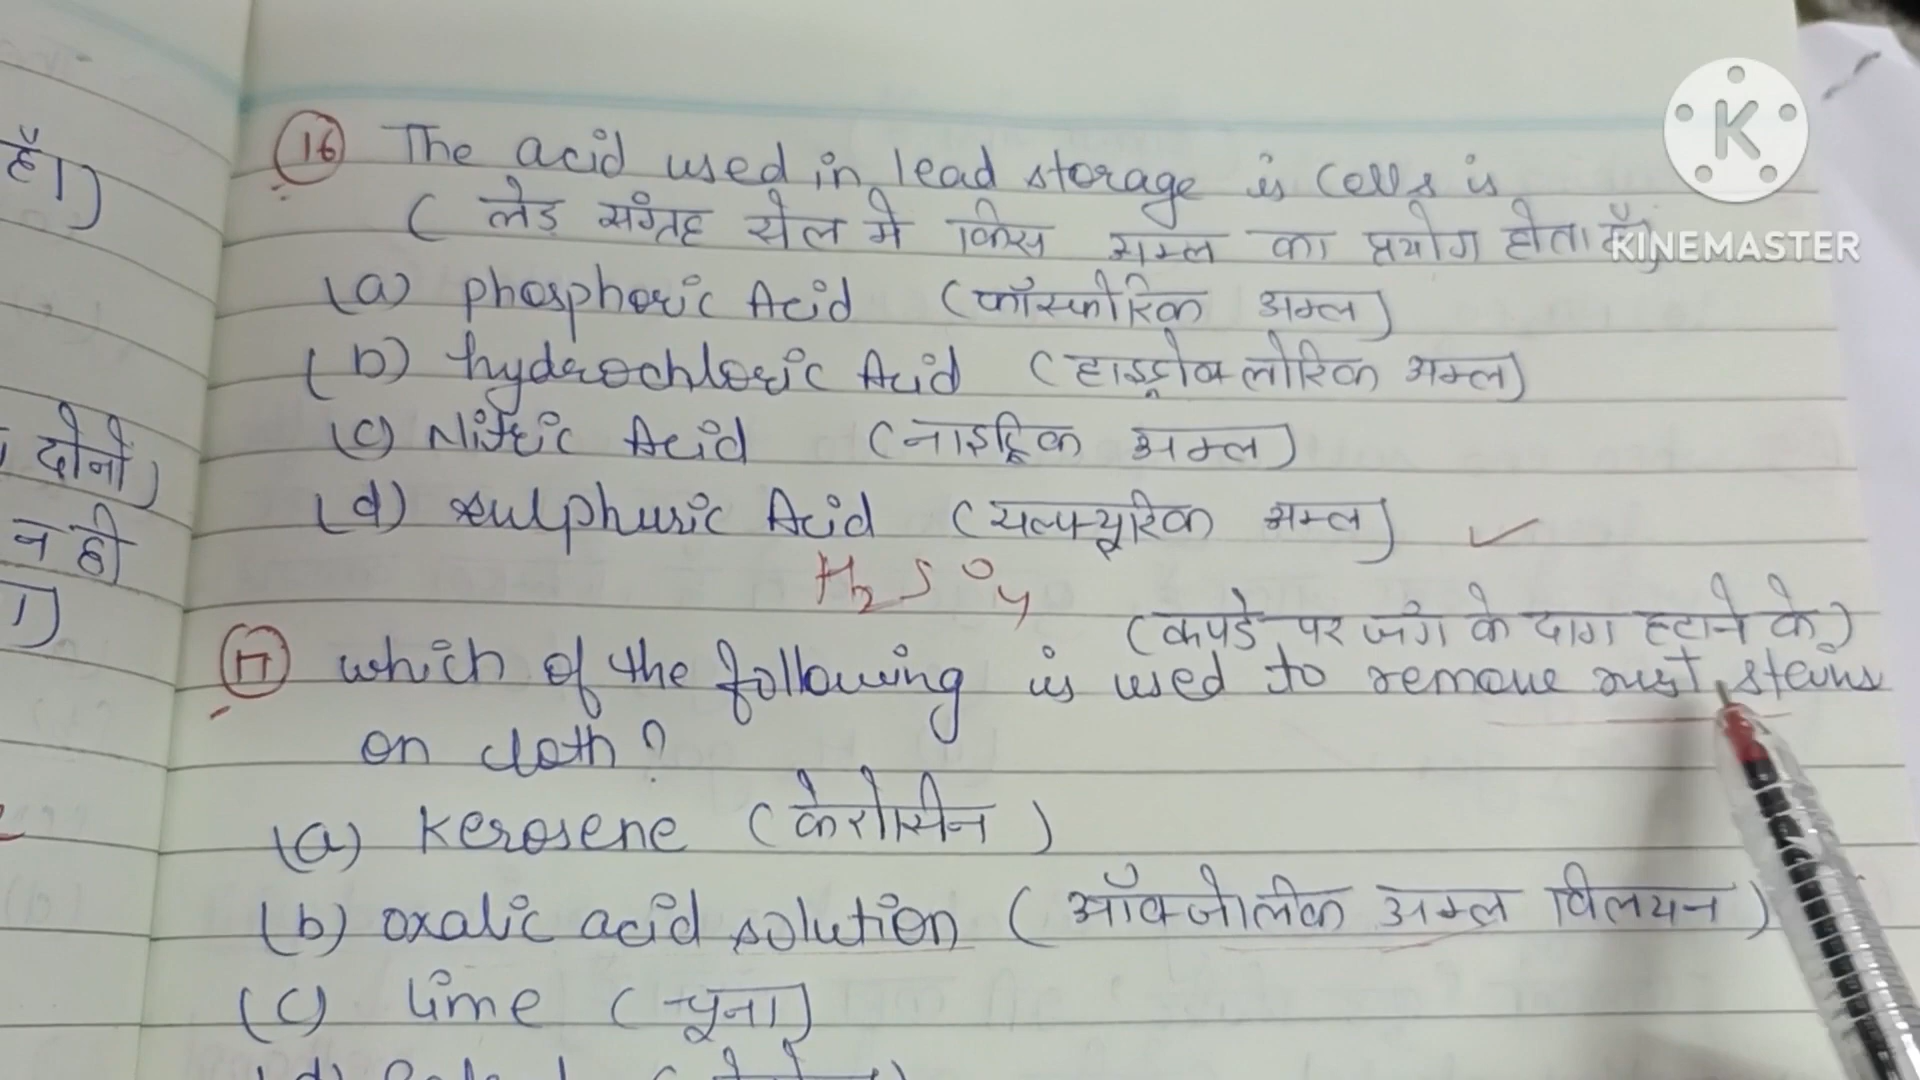 K
KINEMASTER
हैं।)
दोनों)
नही
।)
(16) The acid used in lead storage is cells is
( लेड संग्रह सेल में किस अम्ल का प्रयोग होता है)
(a) phosphoric Acid (फॉस्फोरिक अम्ल)
(b) hydrochloric Acid (हाइड्रोक्लोरिक अम्ल)
(c) Nitric Acid (नाइट्रिक अम्ल)
(d) sulphuric Acid (सल्फ्यूरिक अम्ल) ✓
H2SO4
(कपडे पर जंग के दाग हटाने के)
(17) which of the following is used to remove rust steins
on cloth?
(a) Kerosene (केरोसीन)
(b) oxalic acid solution (ऑक्जेलिक अम्ल विलयन)
(c) lime (चूना)
(d)